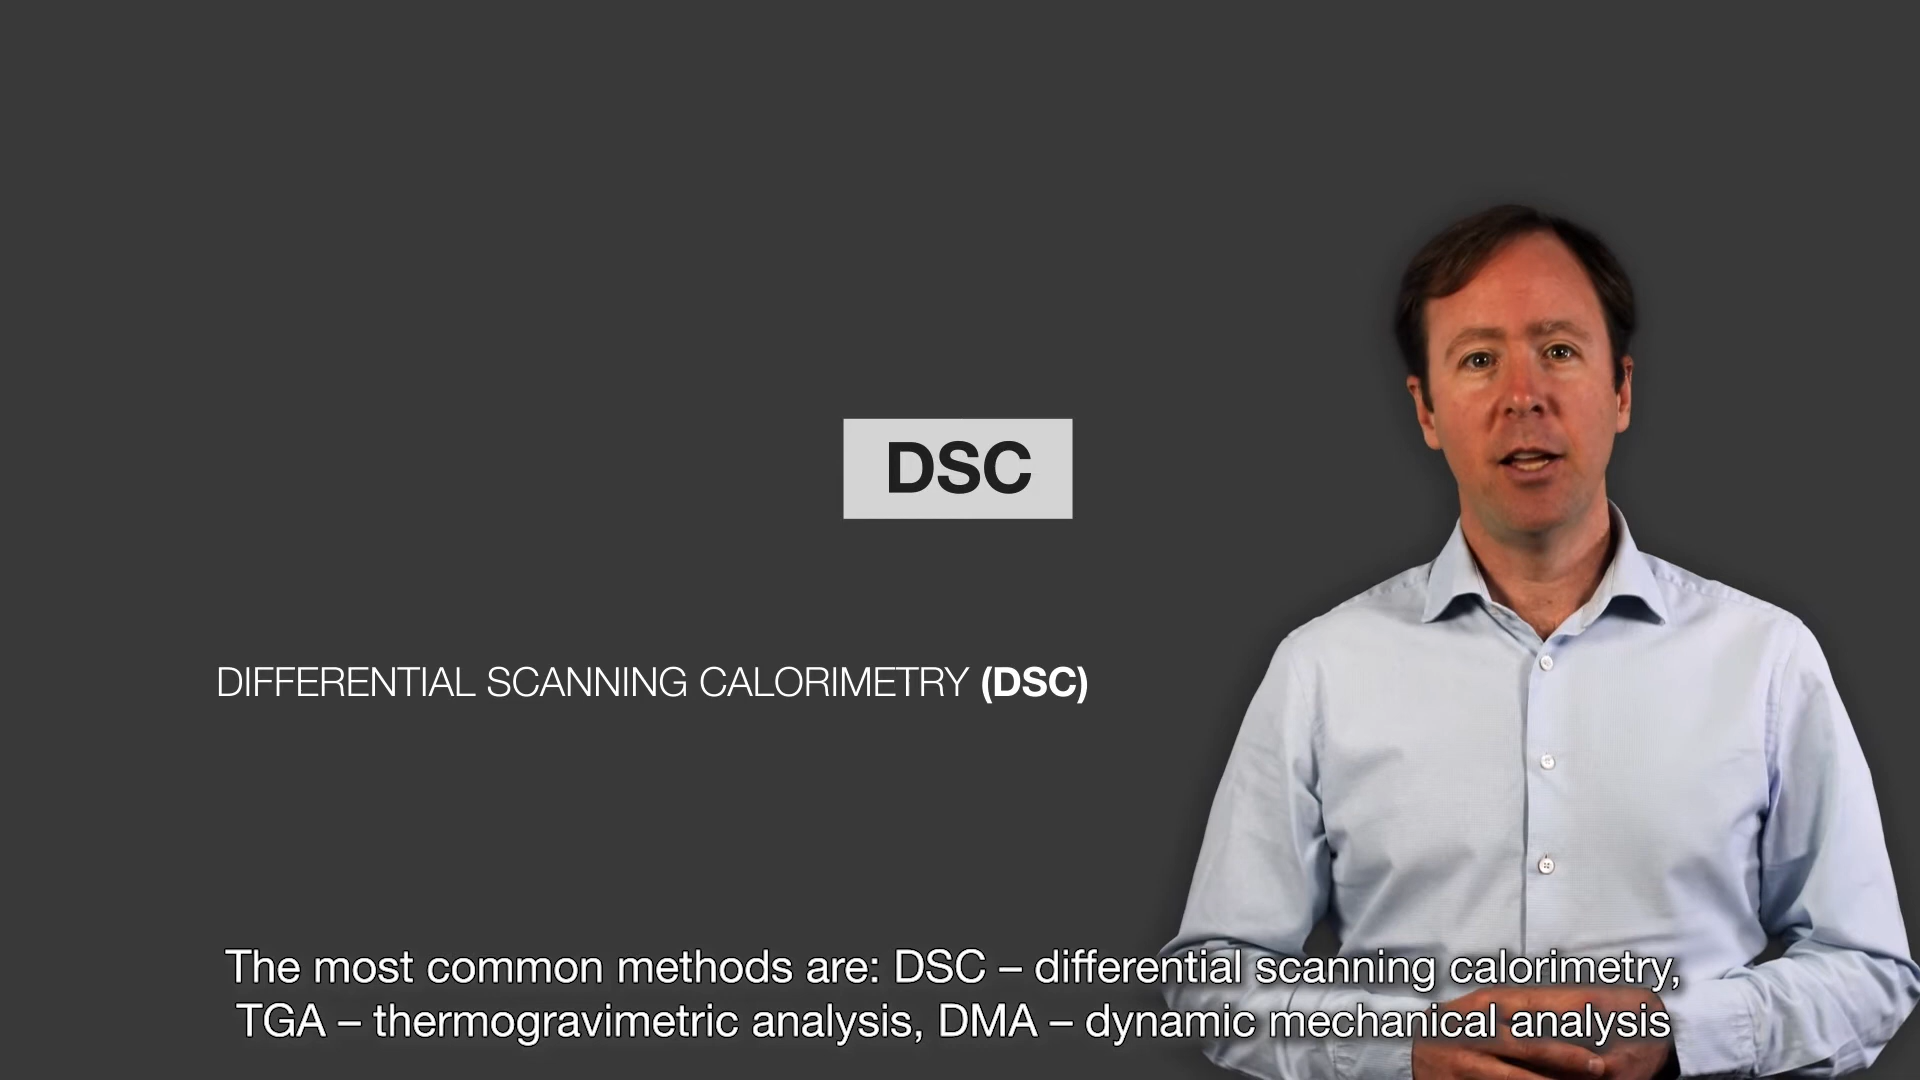 DSC
DIFFERENTIAL SCANNING CALORIMETRY (DSC)
The most common methods are: DSC – differential scanning calorimetry,
TGA – thermogravimetric analysis, DMA – dynamic mechanical analysis